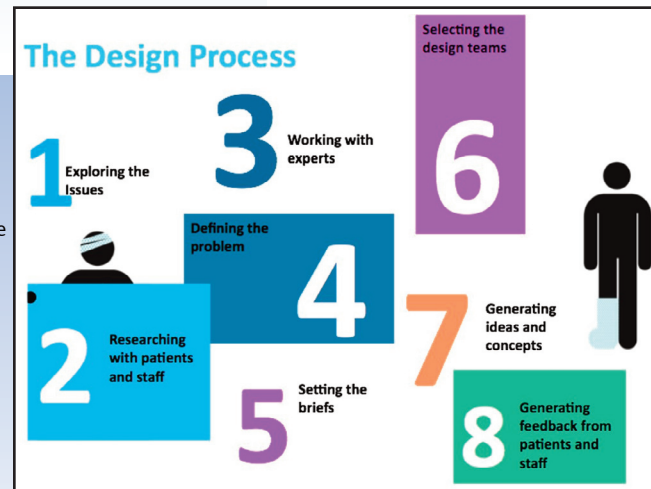 The Design Process
1
Exploring the
Issues
2
Researching
with patients
and staff
3
Working with
experts
Defining the
problem
4
5
Setting the
briefs
Selecting the
design teams
6
7
Generating
ideas and
concepts
8
Generating
feedback from
patients and
staff
e